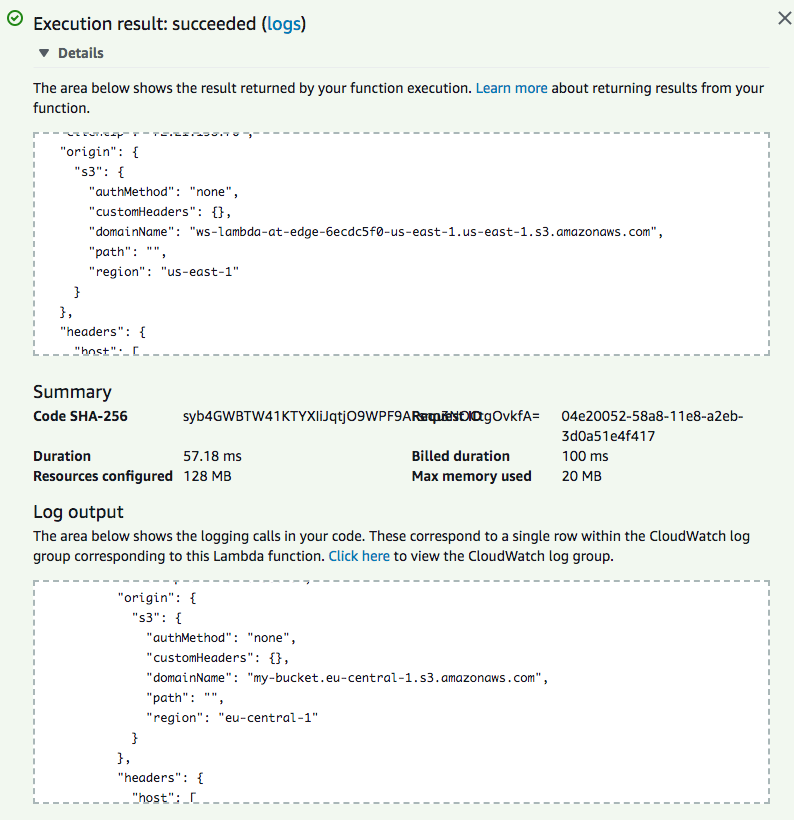 Execution result: succeeded (logs)
Details
The area below shows the result returned by your function execution. Learn more about returning results from your
function.
"origin": {
"s3": {
"authMethod": "none",
"customHeaders": {},
"domainName": "ws-lambda-at-edge-6ecdc5f0-us-east-1.us-east-1.s3.amazonaws.com",
"path": "",
"region": "us-east-1"
}
},
"headers": {
"host": [
Summary
Code SHA-256
Request ID
04e20052-58a8-11e8-a2eb-
3d0a51e4f417
Duration 57.18 ms Billed duration 100 ms
Resources configured 128 MB Max memory used 20 MB
Log output
The area below shows the logging calls in your code. These correspond to a single row within the CloudWatch log
group corresponding to this Lambda function. Click here to view the CloudWatch log group.
"origin": {
"s3": {
"authMethod": "none",
"customHeaders": {},
"domainName": "my-bucket.eu-central-1.s3.amazonaws.com",
"path": "",
"region": "eu-central-1"
}
},
"headers": {
"host": [